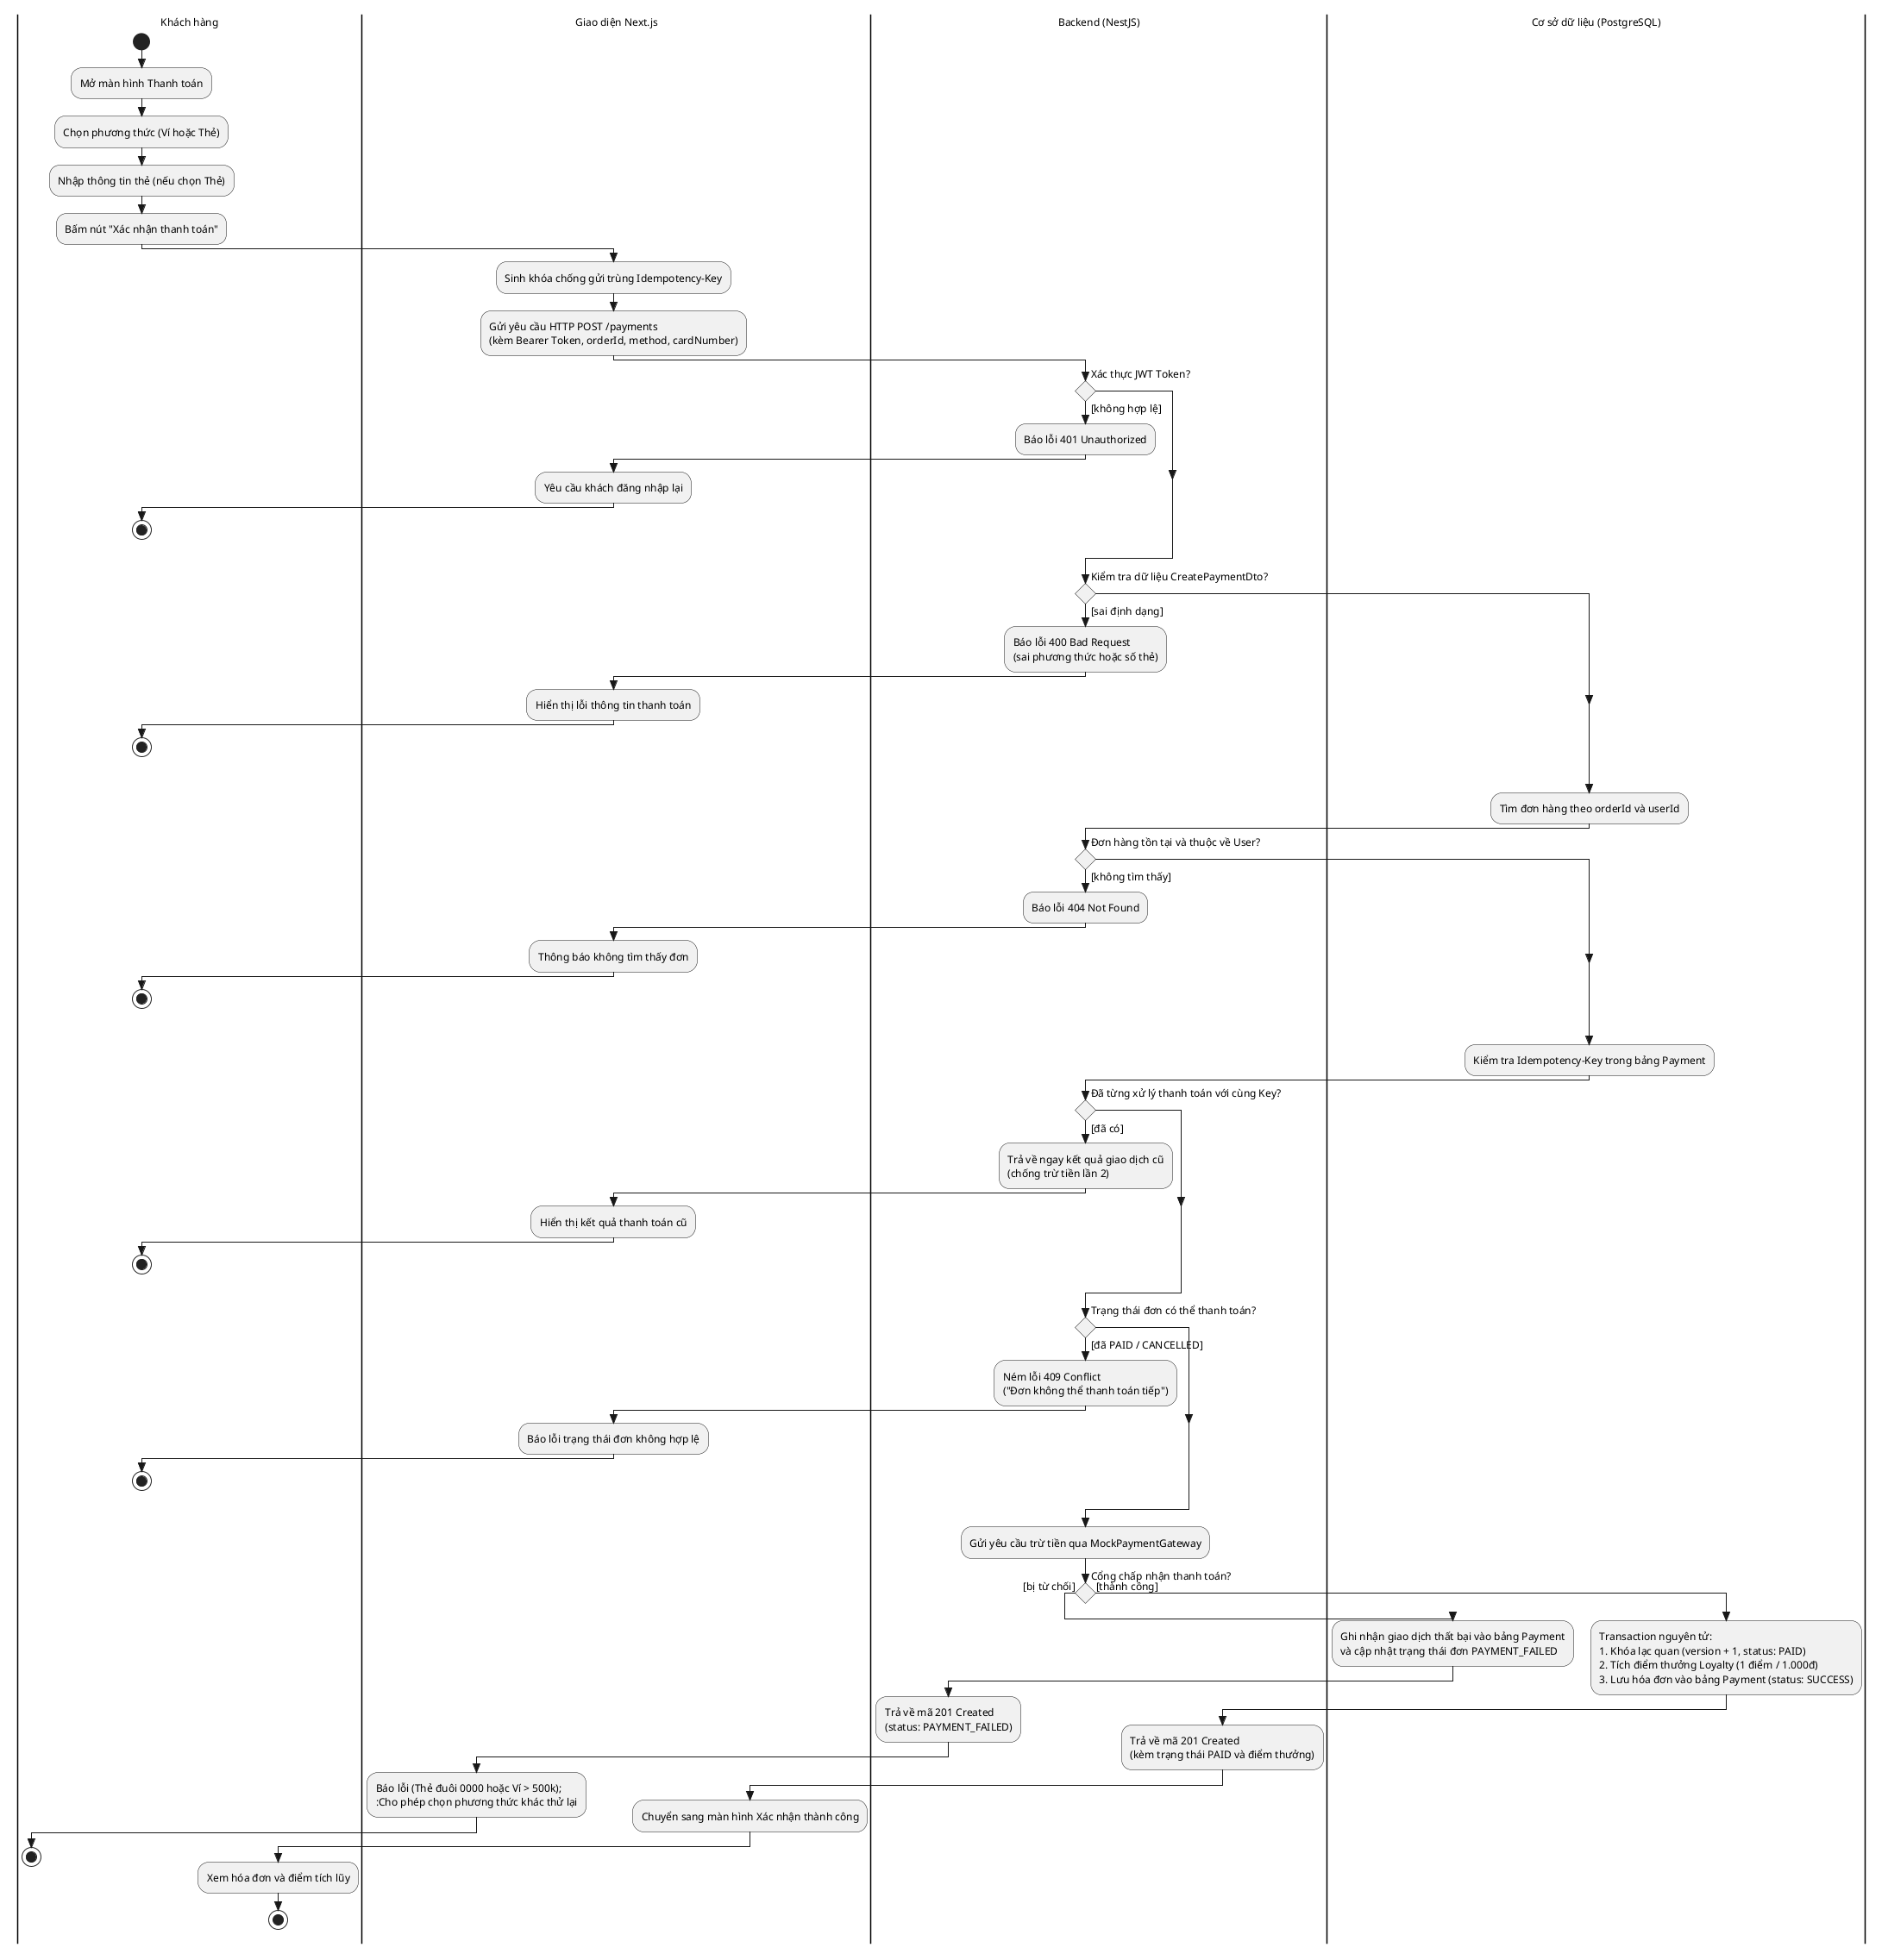 Khách hàng
Giao diện Next.js
Backend (NestJS)
Cơ sở dữ liệu (PostgreSQL)
Mở màn hình Thanh toán
Chọn phương thức (Ví hoặc Thẻ)
Nhập thông tin thẻ (nếu chọn Thẻ)
Bấm nút "Xác nhận thanh toán"
Sinh khóa chống gửi trùng Idempotency-Key
Gửi yêu cầu HTTP POST /payments
(kèm Bearer Token, orderId, method, cardNumber)
Xác thực JWT Token?
[không hợp lệ]
Báo lỗi 401 Unauthorized
Yêu cầu khách đăng nhập lại
Kiểm tra dữ liệu CreatePaymentDto?
[sai định dạng]
Báo lỗi 400 Bad Request
(sai phương thức hoặc số thẻ)
Hiển thị lỗi thông tin thanh toán
Tìm đơn hàng theo orderId và userId
Đơn hàng tồn tại và thuộc về User?
[không tìm thấy]
Báo lỗi 404 Not Found
Thông báo không tìm thấy đơn
Kiểm tra Idempotency-Key trong bảng Payment
Đã từng xử lý thanh toán với cùng Key?
[đã có]
Trả về ngay kết quả giao dịch cũ
(chống trừ tiền lần 2)
Hiển thị kết quả thanh toán cũ
Trạng thái đơn có thể thanh toán?
[đã PAID / CANCELLED]
Ném lỗi 409 Conflict
("Đơn không thể thanh toán tiếp")
Báo lỗi trạng thái đơn không hợp lệ
Gửi yêu cầu trừ tiền qua MockPaymentGateway
Cổng chấp nhận thanh toán?
[bị từ chối]
[thành công]
Ghi nhận giao dịch thất bại vào bảng Payment
và cập nhật trạng thái đơn PAYMENT_FAILED
Transaction nguyên tử:
1. Khóa lạc quan (version + 1, status: PAID)
2. Tích điểm thưởng Loyalty (1 điểm / 1.000đ)
3. Lưu hóa đơn vào bảng Payment (status: SUCCESS)
Trả về mã 201 Created
(status: PAYMENT_FAILED)
Trả về mã 201 Created
(kèm trạng thái PAID và điểm thưởng)
Báo lỗi (Thẻ đuôi 0000 hoặc Ví > 500k);
:Cho phép chọn phương thức khác thử lại
Chuyển sang màn hình Xác nhận thành công
Xem hóa đơn và điểm tích lũy